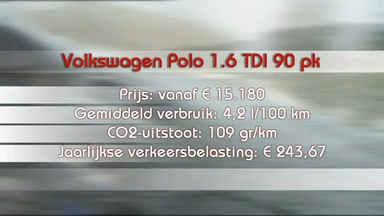 Volkswagen Polo 1.6 TDI 90 pk
Prijs: vanaf € 15.180
Gemiddeld verbruik: 4,2 l/100 km
CO2-uitstoot: 109 gr/km
Jaarlijkse verkeersbelasting: € 243,67